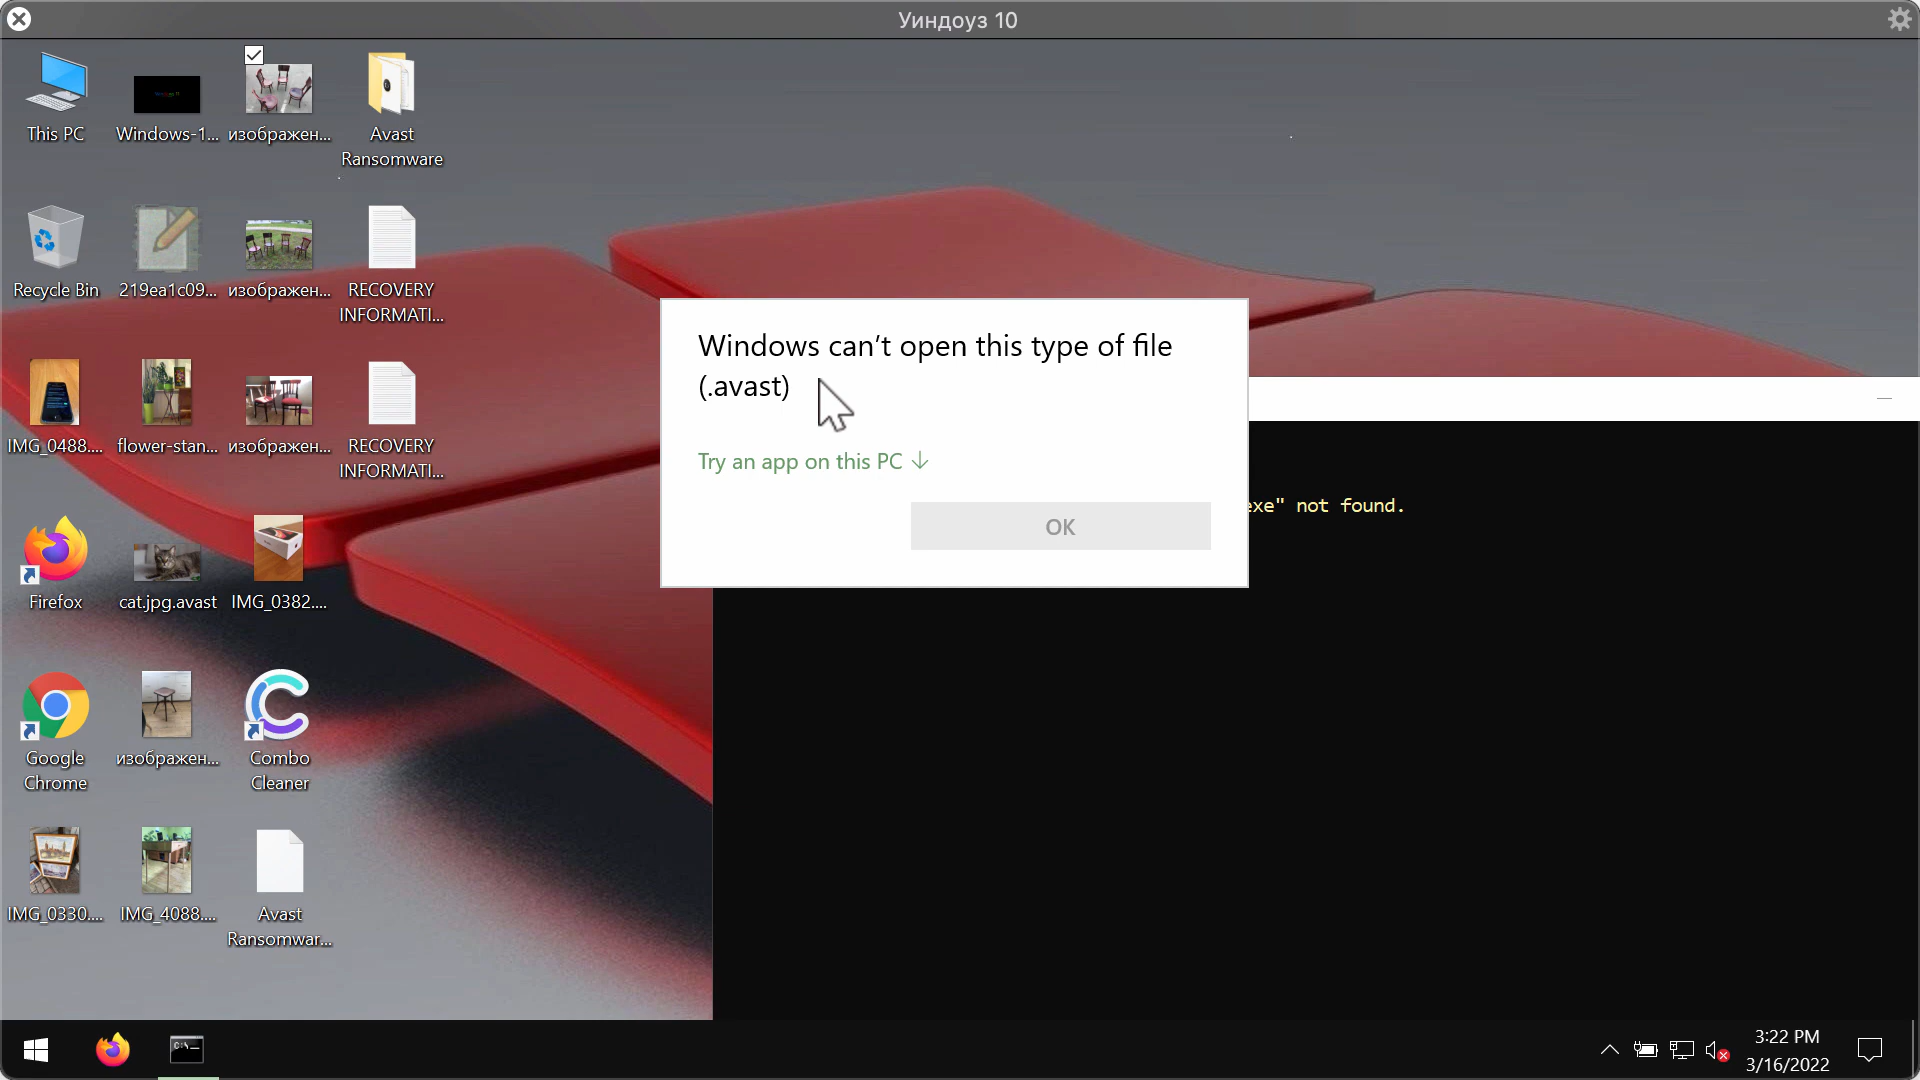 Уиндоуз 10
This PC
Windows-1...
изображен...
Avast
Ransomware
Recycle Bin
219ea1c09...
изображен...
RECOVERY
INFORMATI...
IMG_0488....
flower-stan...
изображен...
RECOVERY
INFORMATI...
Firefox
cat.jpg.avast
IMG_0382....
Google
Chrome
изображен...
Combo
Cleaner
IMG_0330....
IMG_4088....
Avast
Ransomwar...
Windows can't open this type of file
(.avast)
Try an app on this PC
OK
exe" not found.
3:22 PM
3/16/2022